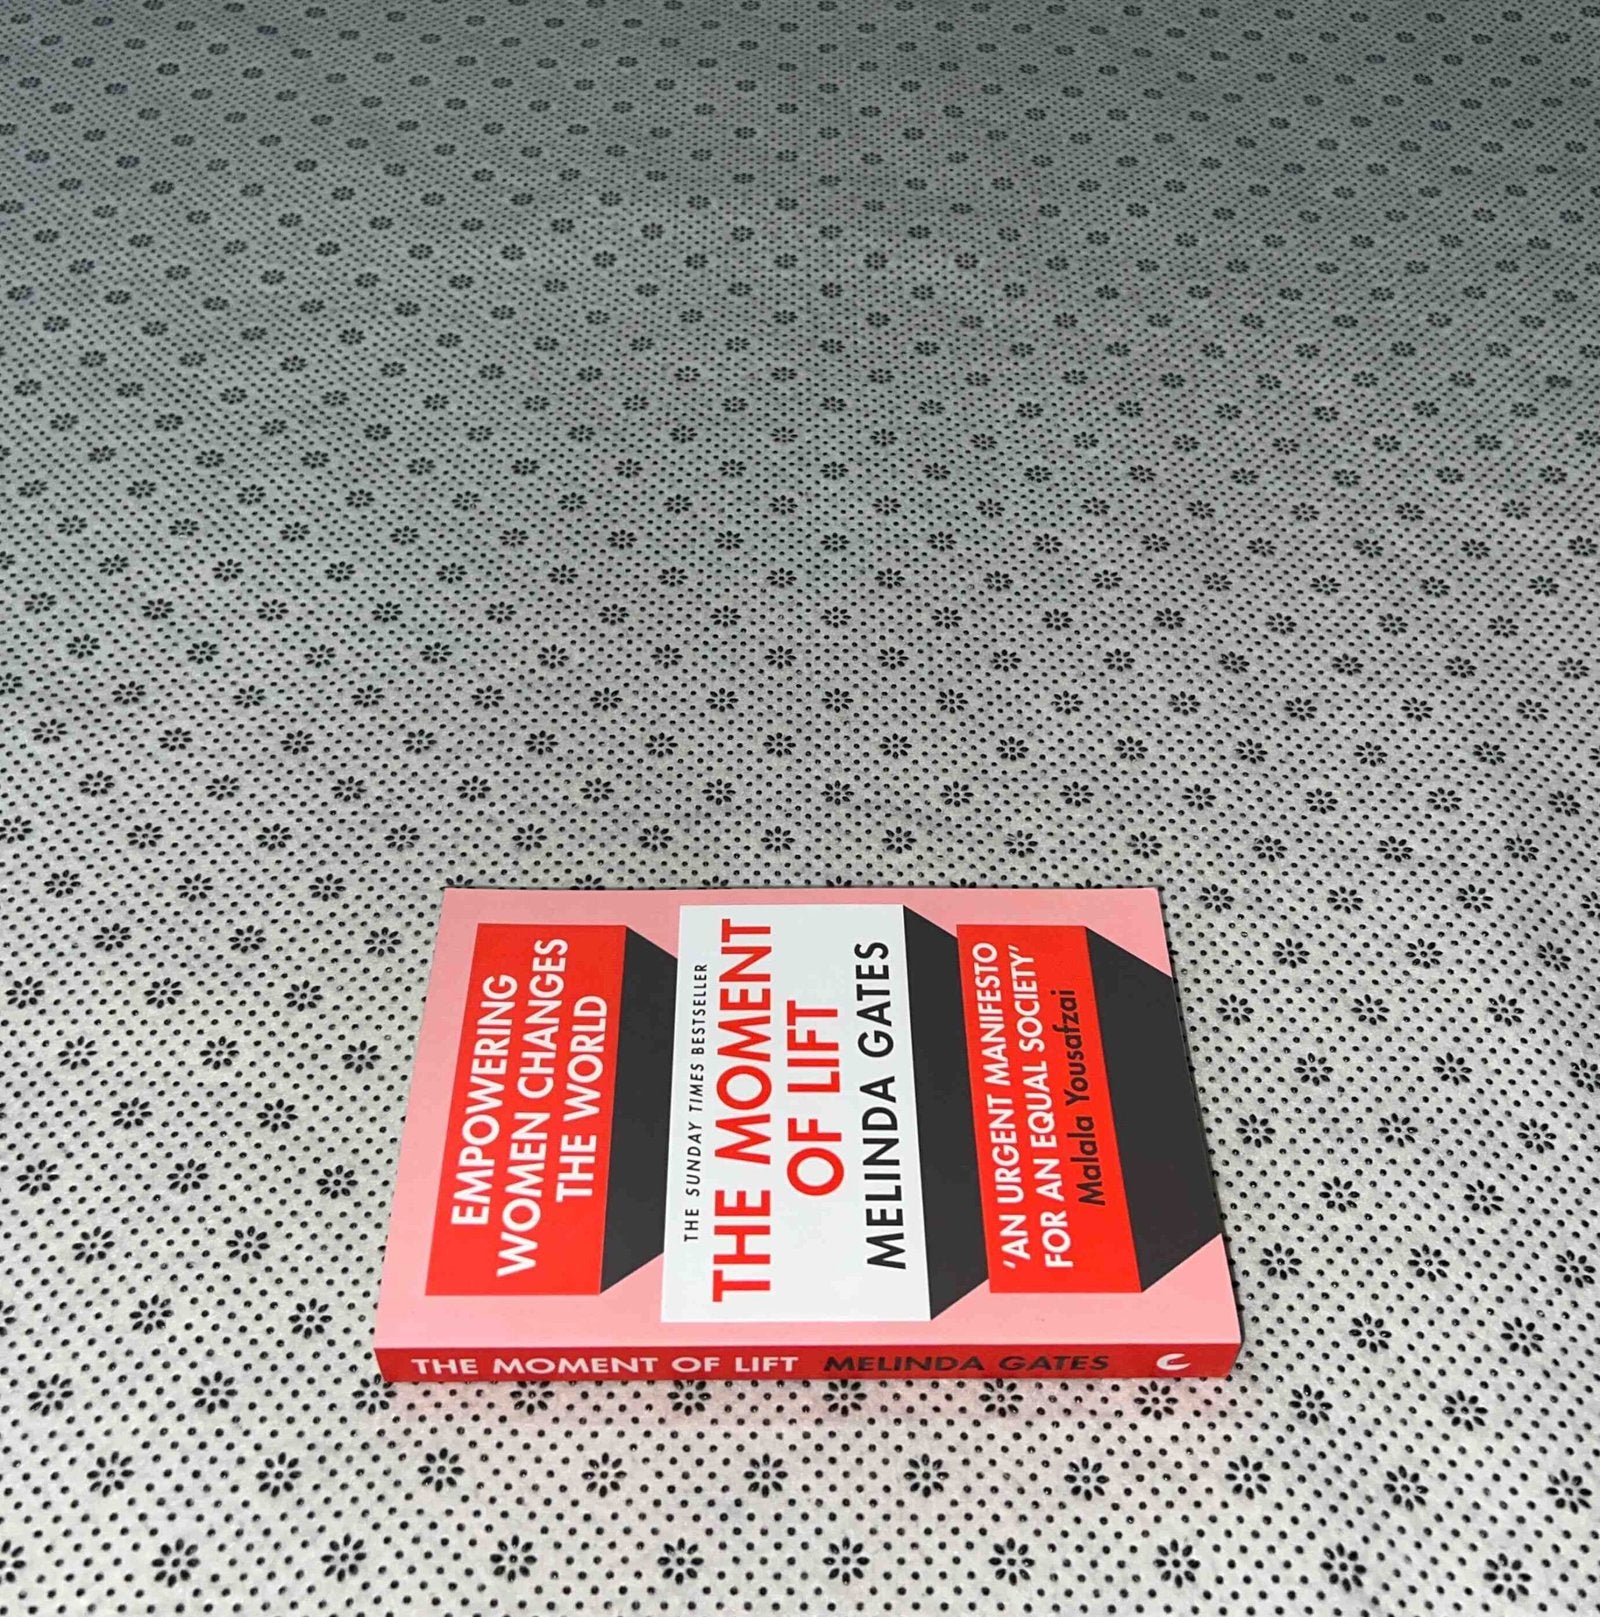 EMPOWERING
WOMEN CHANGES
THE WORLD
THE SUNDAY TIMES BESTSELLER
THE MOMENT
OF LIFT
MELINDA GATES
'AN URGENT MANIFESTO
FOR AN EQUAL SOCIETY'
Malala Yousafzai
THE MOMENT OF LIFT MELINDA GATES